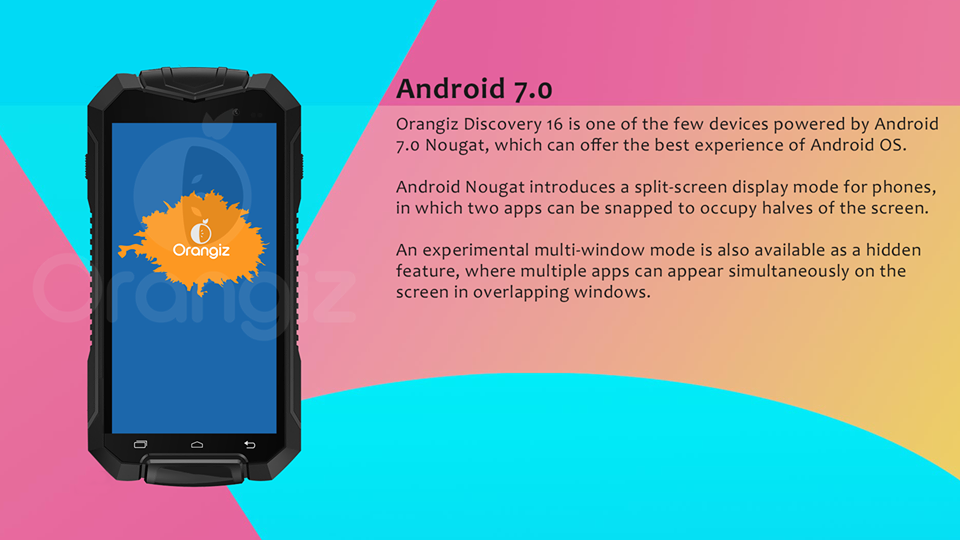 Android 7.0
Orangiz Discovery 16 is one of the few devices powered by Android
7.0 Nougat, which can offer the best experience of Android OS.
Android Nougat introduces a split-screen display mode for phones,
in which two apps can be snapped to occupy halves of the screen.
An experimental multi-window mode is also available as a hidden
feature, where multiple apps can appear simultaneously on the
screen in overlapping windows.
Orangiz
Orangiz